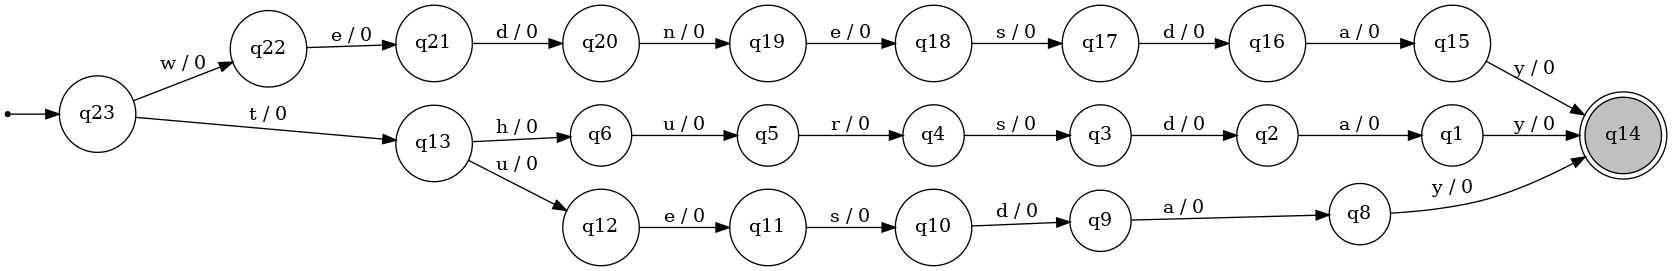 q23
w / 0
q22
e / 0
q21
d / 0
q20
n / 0
q19
e / 0
q18
s / 0
q17
d / 0
q16
a / 0
q15
y / 0
t / 0
q13
h / 0
q6
u / 0
q5
r / 0
q4
s / 0
q3
d / 0
q2
a / 0
q1
y / 0
q14
u / 0
q12
e / 0
q11
s / 0
q10
d / 0
q9
a / 0
q8
y / 0